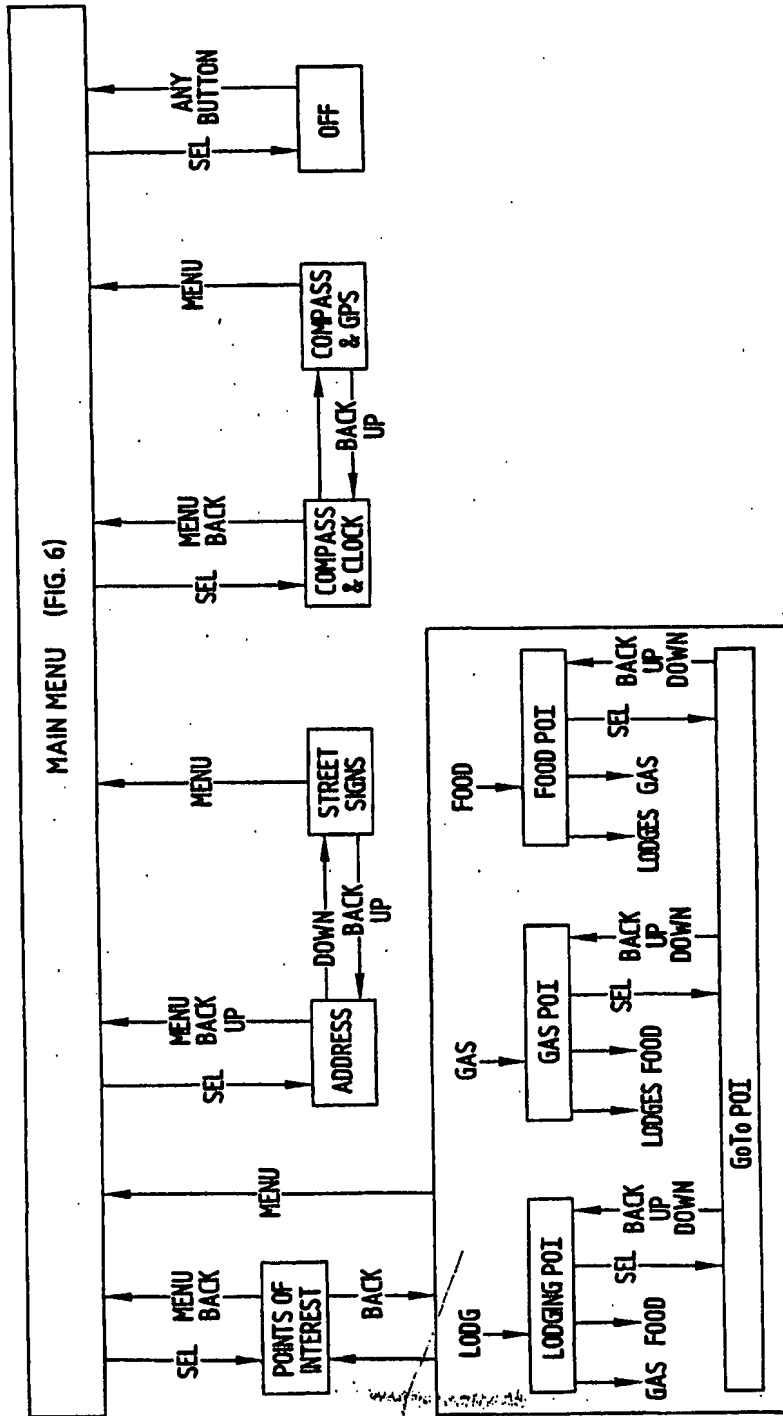 MAIN MENU (FIG. 6)
SEL
MENU
BACK
MENU
SEL
MENU
BACK
UP
MENU
SEL
MENU
BACK
MENU
SEL
ANY
BUTTON
POINTS OF
INTEREST
BACK
ADDRESS
DOWN
BACK
UP
STREET
SIGNS
COMPASS
& CLOCK
BACK
UP
COMPASS
& GPS
OFF
LODG
LODGING POI
GAS
FOOD
SEL
BACK
UP
DOWN
GAS
GAS POI
LODGES
FOOD
SEL
BACK
UP
DOWN
FOOD
FOOD POI
LODGES
GAS
SEL
BACK
UP
DOWN
GoTo POI